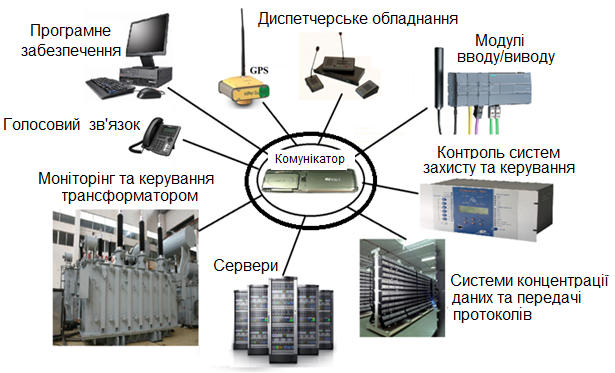 Програмне
забезпечення
Диспетчерське обладнання
GPS
Модулі
вводу/виводу
Голосовий зв'язок
Комунікатор
Контроль систем
захисту та керування
Моніторінг та керування
трансформатором
Сервери
Системи концентрації
даних та передачі
протоколів